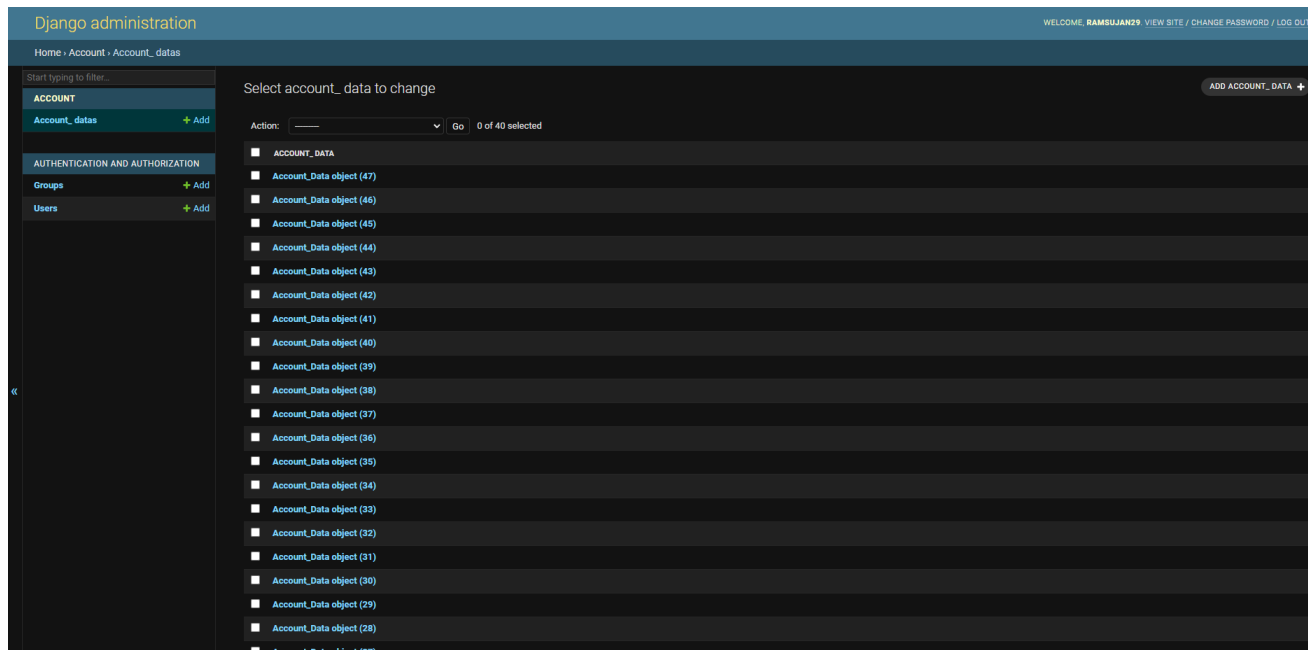 Django administration
WELCOME, RAMSUJAN29. VIEW SITE / CHANGE PASSWORD / LOG OUT
Home › Account › Account_ datas
Start typing to filter...
ACCOUNT
Account_ datas + Add
AUTHENTICATION AND AUTHORIZATION
Groups + Add
Users + Add
«
Select account_ data to change
ADD ACCOUNT_ DATA +
Action: --------- Go 0 of 40 selected
ACCOUNT_ DATA
Account_Data object (47)
Account_Data object (46)
Account_Data object (45)
Account_Data object (44)
Account_Data object (43)
Account_Data object (42)
Account_Data object (41)
Account_Data object (40)
Account_Data object (39)
Account_Data object (38)
Account_Data object (37)
Account_Data object (36)
Account_Data object (35)
Account_Data object (34)
Account_Data object (33)
Account_Data object (32)
Account_Data object (31)
Account_Data object (30)
Account_Data object (29)
Account_Data object (28)